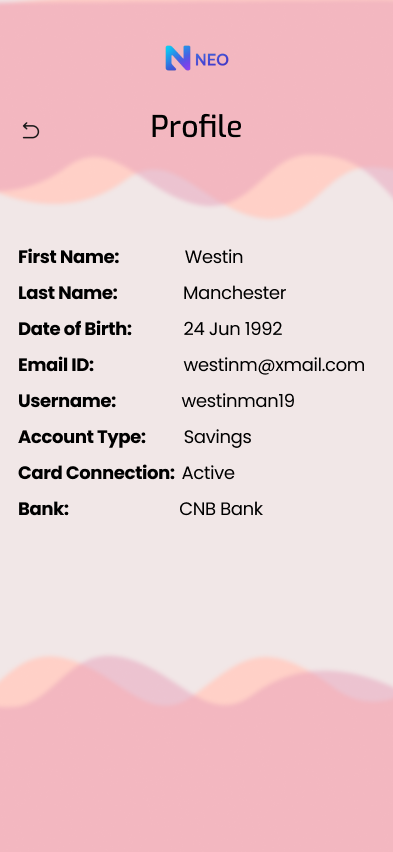 NEO
Profile
First Name: Westin
Last Name: Manchester
Date of Birth: 24 Jun 1992
Email ID: westinm@xmail.com
Username: westinman19
Account Type: Savings
Card Connection: Active
Bank: CNB Bank